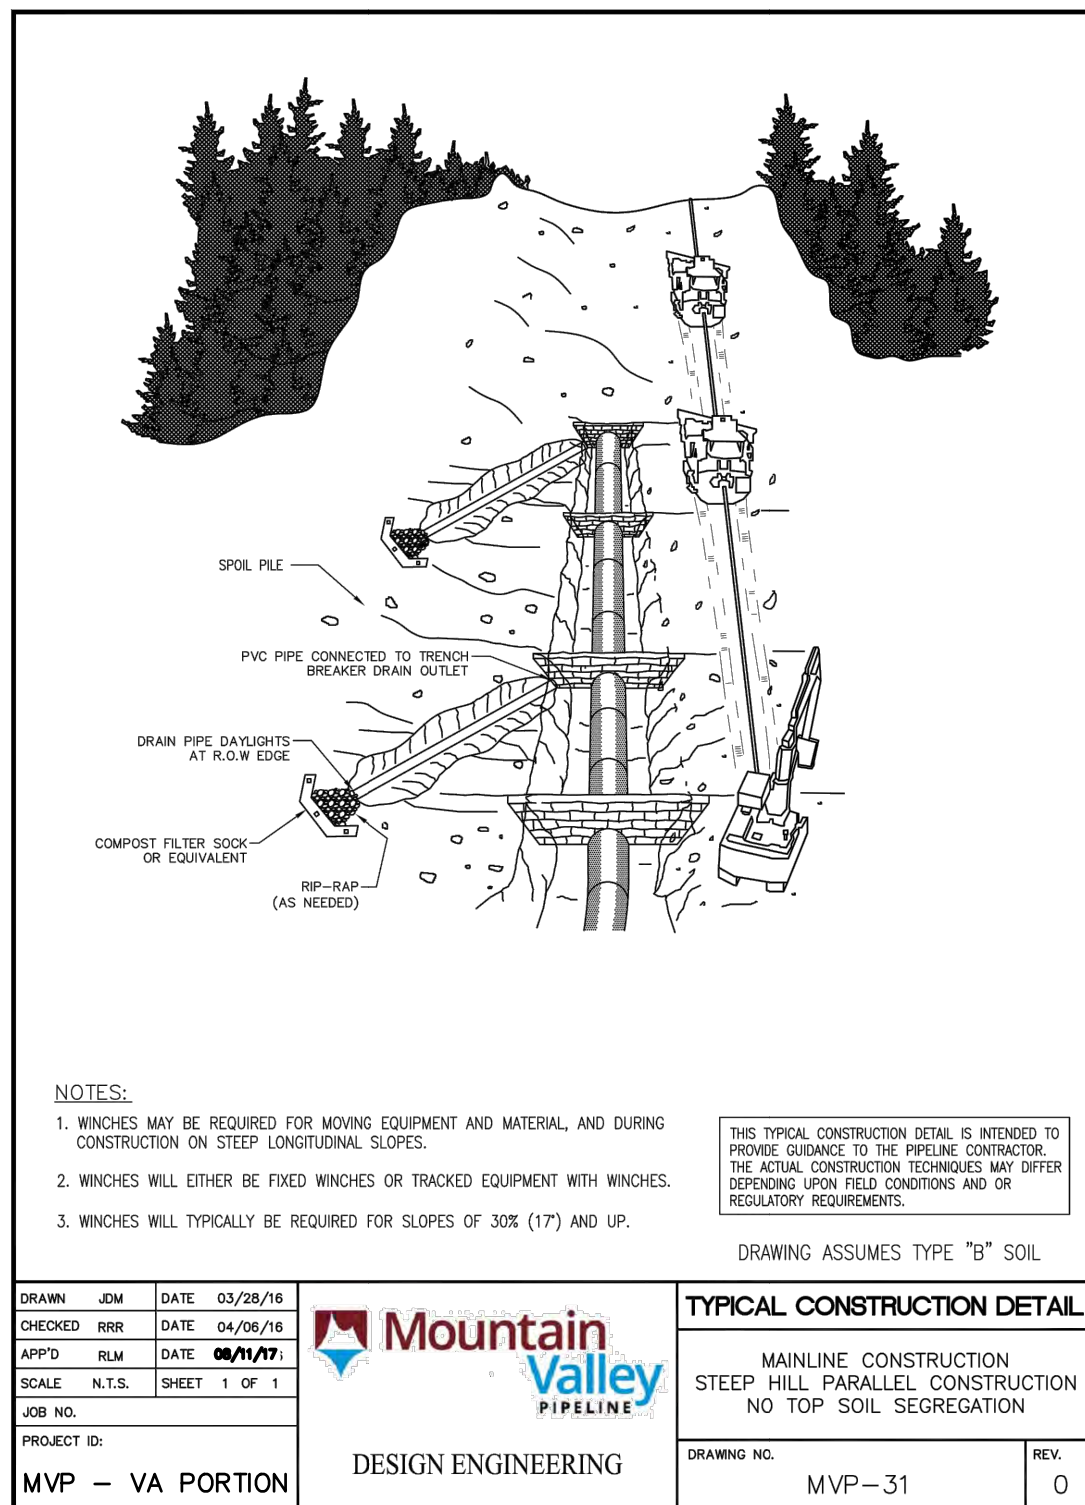 SPOIL PILE
PVC PIPE CONNECTED TO TRENCH
BREAKER DRAIN OUTLET
DRAIN PIPE DAYLIGHTS
AT R.O.W EDGE
COMPOST FILTER SOCK
OR EQUIVALENT
RIP-RAP
(AS NEEDED)
NOTES:
1. WINCHES MAY BE REQUIRED FOR MOVING EQUIPMENT AND MATERIAL, AND DURING
CONSTRUCTION ON STEEP LONGITUDINAL SLOPES.
2. WINCHES WILL EITHER BE FIXED WINCHES OR TRACKED EQUIPMENT WITH WINCHES.
3. WINCHES WILL TYPICALLY BE REQUIRED FOR SLOPES OF 30% (17°) AND UP.
THIS TYPICAL CONSTRUCTION DETAIL IS INTENDED TO
PROVIDE GUIDANCE TO THE PIPELINE CONTRACTOR.
THE ACTUAL CONSTRUCTION TECHNIQUES MAY DIFFER
DEPENDING UPON FIELD CONDITIONS AND OR
REGULATORY REQUIREMENTS.
DRAWING ASSUMES TYPE "B" SOIL
DRAWN JDM DATE 03/28/16
CHECKED RRR DATE 04/06/16
APP'D RLM DATE 08/11/17
SCALE N.T.S. SHEET 1 OF 1
JOB NO.
PROJECT ID:
MVP - VA PORTION
Mountain
Valley
PIPELINE
DESIGN ENGINEERING
TYPICAL CONSTRUCTION DETAIL
MAINLINE CONSTRUCTION
STEEP HILL PARALLEL CONSTRUCTION
NO TOP SOIL SEGREGATION
DRAWING NO.
MVP-31
REV.
0